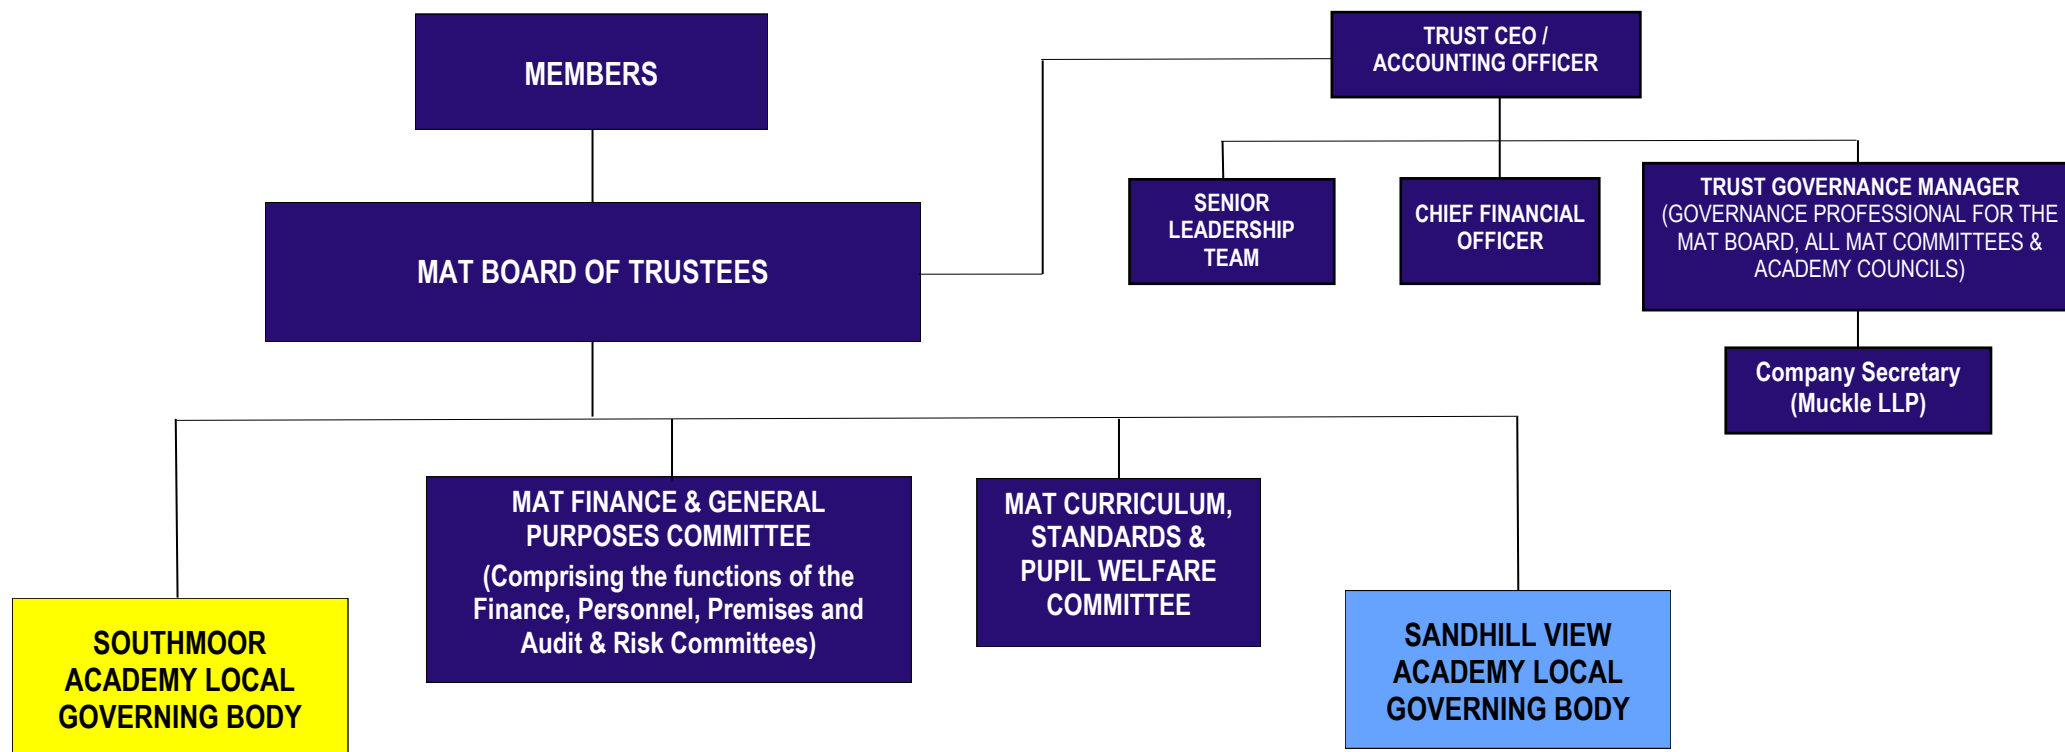 MEMBERS
TRUST CEO /
ACCOUNTING OFFICER
MAT BOARD OF TRUSTEES
SENIOR
LEADERSHIP
TEAM
CHIEF FINANCIAL
OFFICER
TRUST GOVERNANCE MANAGER
(GOVERNANCE PROFESSIONAL FOR THE
MAT BOARD, ALL MAT COMMITTEES &
ACADEMY COUNCILS)
Company Secretary
(Muckle LLP)
SOUTHMOOR
ACADEMY LOCAL
GOVERNING BODY
MAT FINANCE & GENERAL
PURPOSES COMMITTEE
(Comprising the functions of the
Finance, Personnel, Premises and
Audit & Risk Committees)
MAT CURRICULUM,
STANDARDS &
PUPIL WELFARE
COMMITTEE
SANDHILL VIEW
ACADEMY LOCAL
GOVERNING BODY